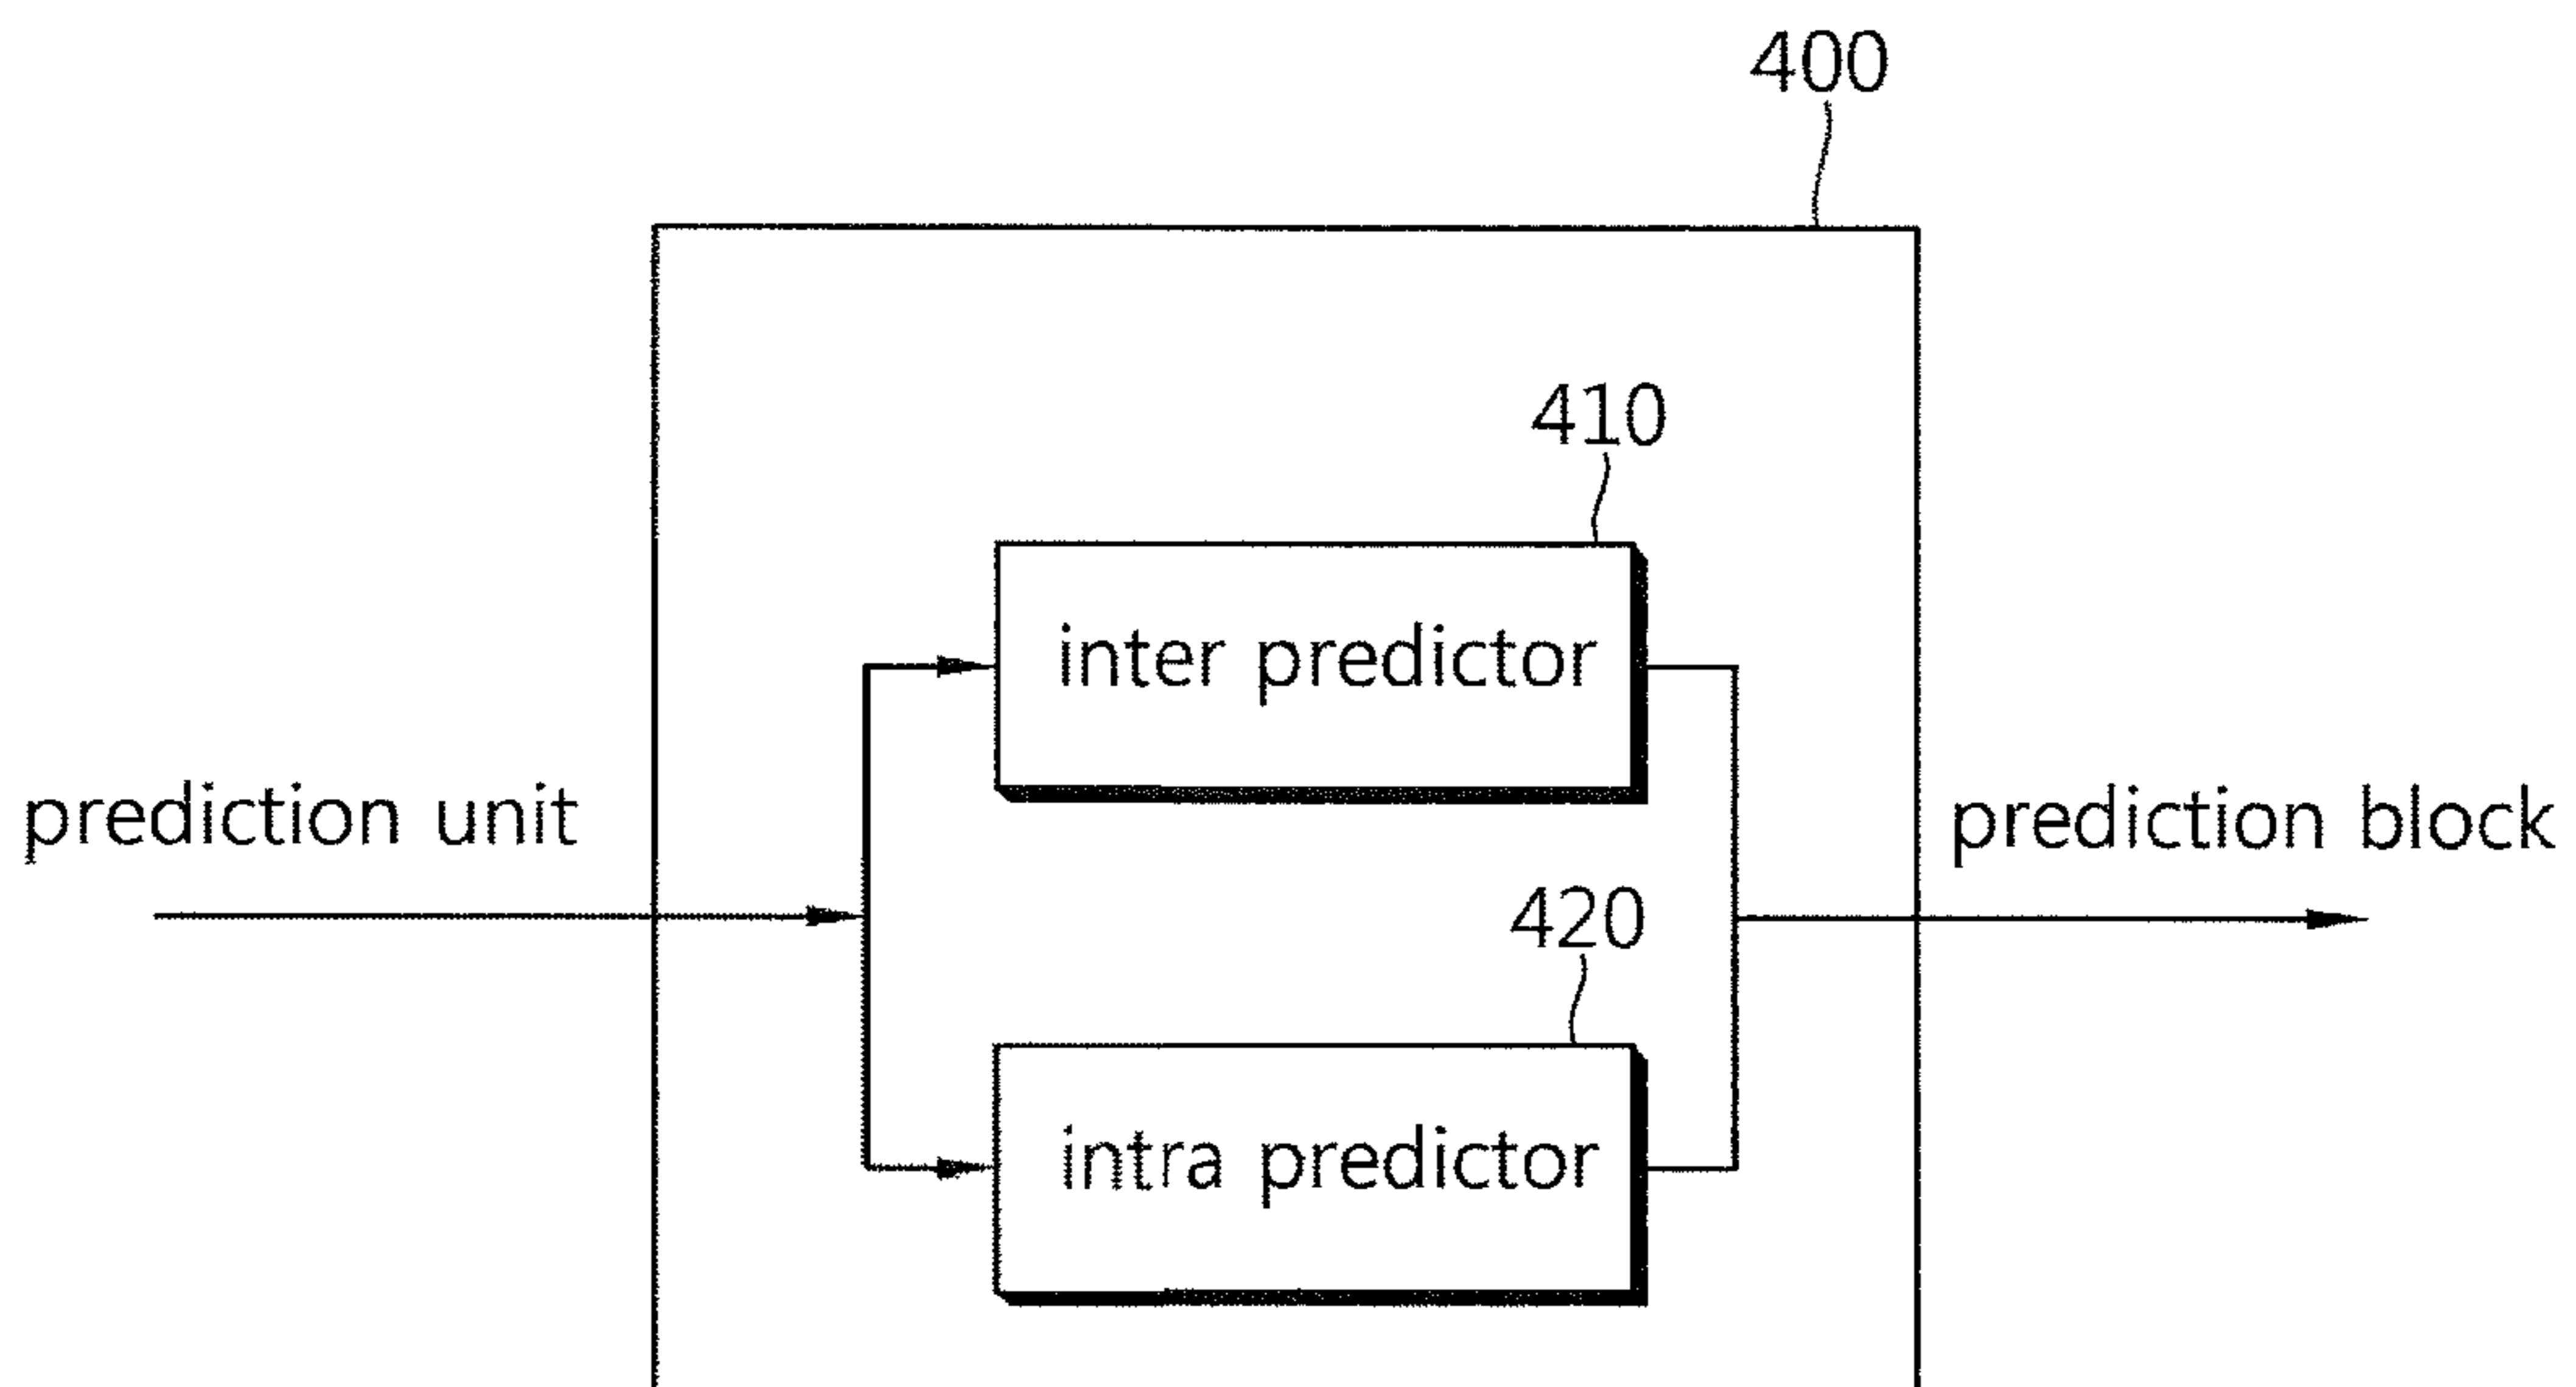 400
410
inter predictor
prediction unit
prediction block
420
intra predictor